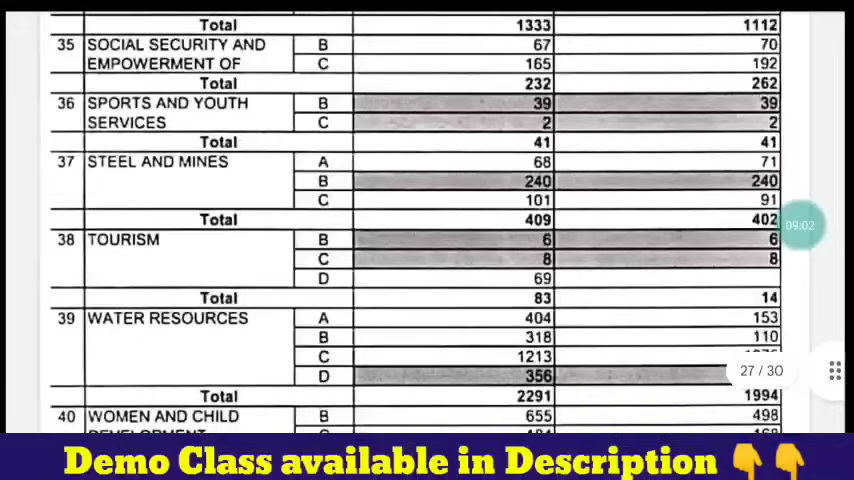 Total 1333 1112
35 SOCIAL SECURITY AND B 67 70
EMPOWERMENT OF C 165 192
Total 232 262
36 SPORTS AND YOUTH B 39 39
SERVICES C 2 2
Total 41 41
37 STEEL AND MINES A 68 71
B 240 240
C 101 91
Total 409 402
09:02
38 TOURISM B 6 6
C 8 8
D 69
Total 83 14
39 WATER RESOURCES A 404 153
B 318 110
C 1213
D 356
27 / 30
Total 2291 1994
40 WOMEN AND CHILD B 655 498
Demo Class available in Description 👇👇